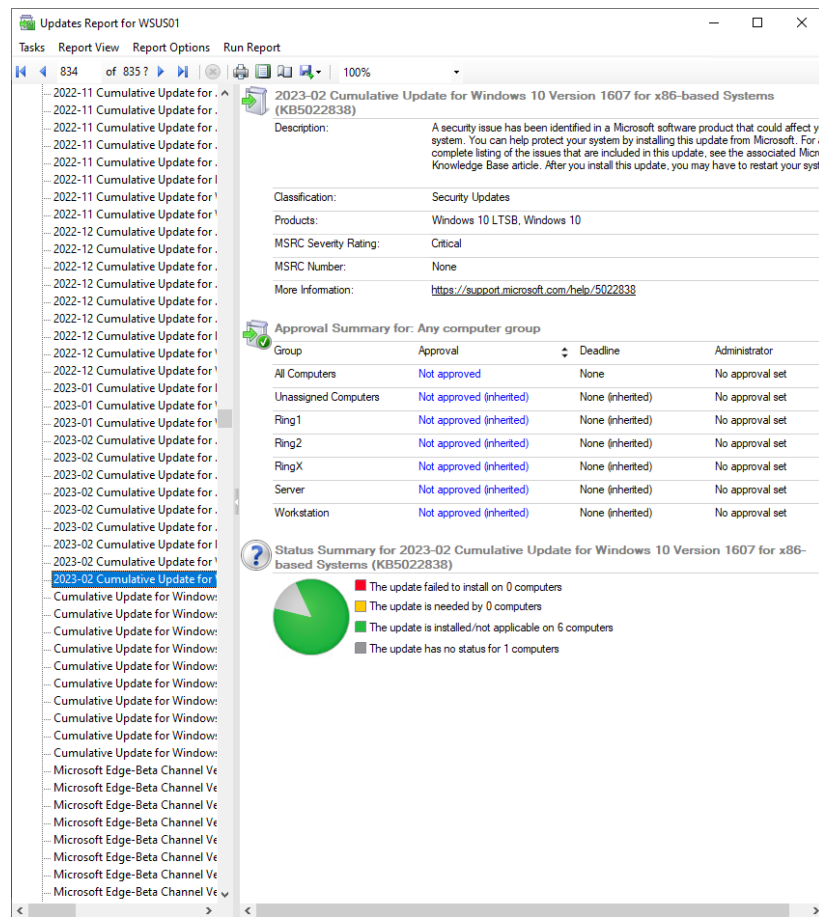 Updates Report for WSUS01
Tasks Report View Report Options Run Report
834 of 835 ? 100%
2022-11 Cumulative Update for .
2022-11 Cumulative Update for .
2022-11 Cumulative Update for .
2022-11 Cumulative Update for .
2022-11 Cumulative Update for .
2022-11 Cumulative Update for I
2022-11 Cumulative Update for
2022-11 Cumulative Update for
2022-12 Cumulative Update for .
2022-12 Cumulative Update for .
2022-12 Cumulative Update for .
2022-12 Cumulative Update for .
2022-12 Cumulative Update for .
2022-12 Cumulative Update for .
2022-12 Cumulative Update for I
2022-12 Cumulative Update for
2022-12 Cumulative Update for
2023-01 Cumulative Update for I
2023-01 Cumulative Update for
2023-01 Cumulative Update for
2023-02 Cumulative Update for .
2023-02 Cumulative Update for .
2023-02 Cumulative Update for .
2023-02 Cumulative Update for .
2023-02 Cumulative Update for .
2023-02 Cumulative Update for .
2023-02 Cumulative Update for I
2023-02 Cumulative Update for
2023-02 Cumulative Update for
Cumulative Update for Window
Cumulative Update for Window
Cumulative Update for Window
Cumulative Update for Window
Cumulative Update for Window
Cumulative Update for Window
Cumulative Update for Window
Cumulative Update for Window
Cumulative Update for Window
Cumulative Update for Window
Microsoft Edge-Beta Channel Ve
Microsoft Edge-Beta Channel Ve
Microsoft Edge-Beta Channel Ve
Microsoft Edge-Beta Channel Ve
Microsoft Edge-Beta Channel Ve
Microsoft Edge-Beta Channel Ve
Microsoft Edge-Beta Channel Ve
Microsoft Edge-Beta Channel Ve
2023-02 Cumulative Update for Windows 10 Version 1607 for x86-based Systems
(KB5022838)
Description: A security issue has been identified in a Microsoft software product that could affect y
system. You can help protect your system by installing this update from Microsoft. For a
complete listing of the issues that are included in this update, see the associated Micr
Knowledge Base article. After you install this update, you may have to restart your syst
Classification: Security Updates
Products: Windows 10 LTSB, Windows 10
MSRC Severity Rating: Critical
MSRC Number: None
More Information: https://support.microsoft.com/help/5022838
Approval Summary for: Any computer group
Group Approval Deadline Administrator
All Computers Not approved None No approval set
Unassigned Computers Not approved (inherited) None (inherited) No approval set
Ring1 Not approved (inherited) None (inherited) No approval set
Ring2 Not approved (inherited) None (inherited) No approval set
RingX Not approved (inherited) None (inherited) No approval set
Server Not approved (inherited) None (inherited) No approval set
Workstation Not approved (inherited) None (inherited) No approval set
Status Summary for 2023-02 Cumulative Update for Windows 10 Version 1607 for x86-
based Systems (KB5022838)
The update failed to install on 0 computers
The update is needed by 0 computers
The update is installed/not applicable on 6 computers
The update has no status for 1 computers